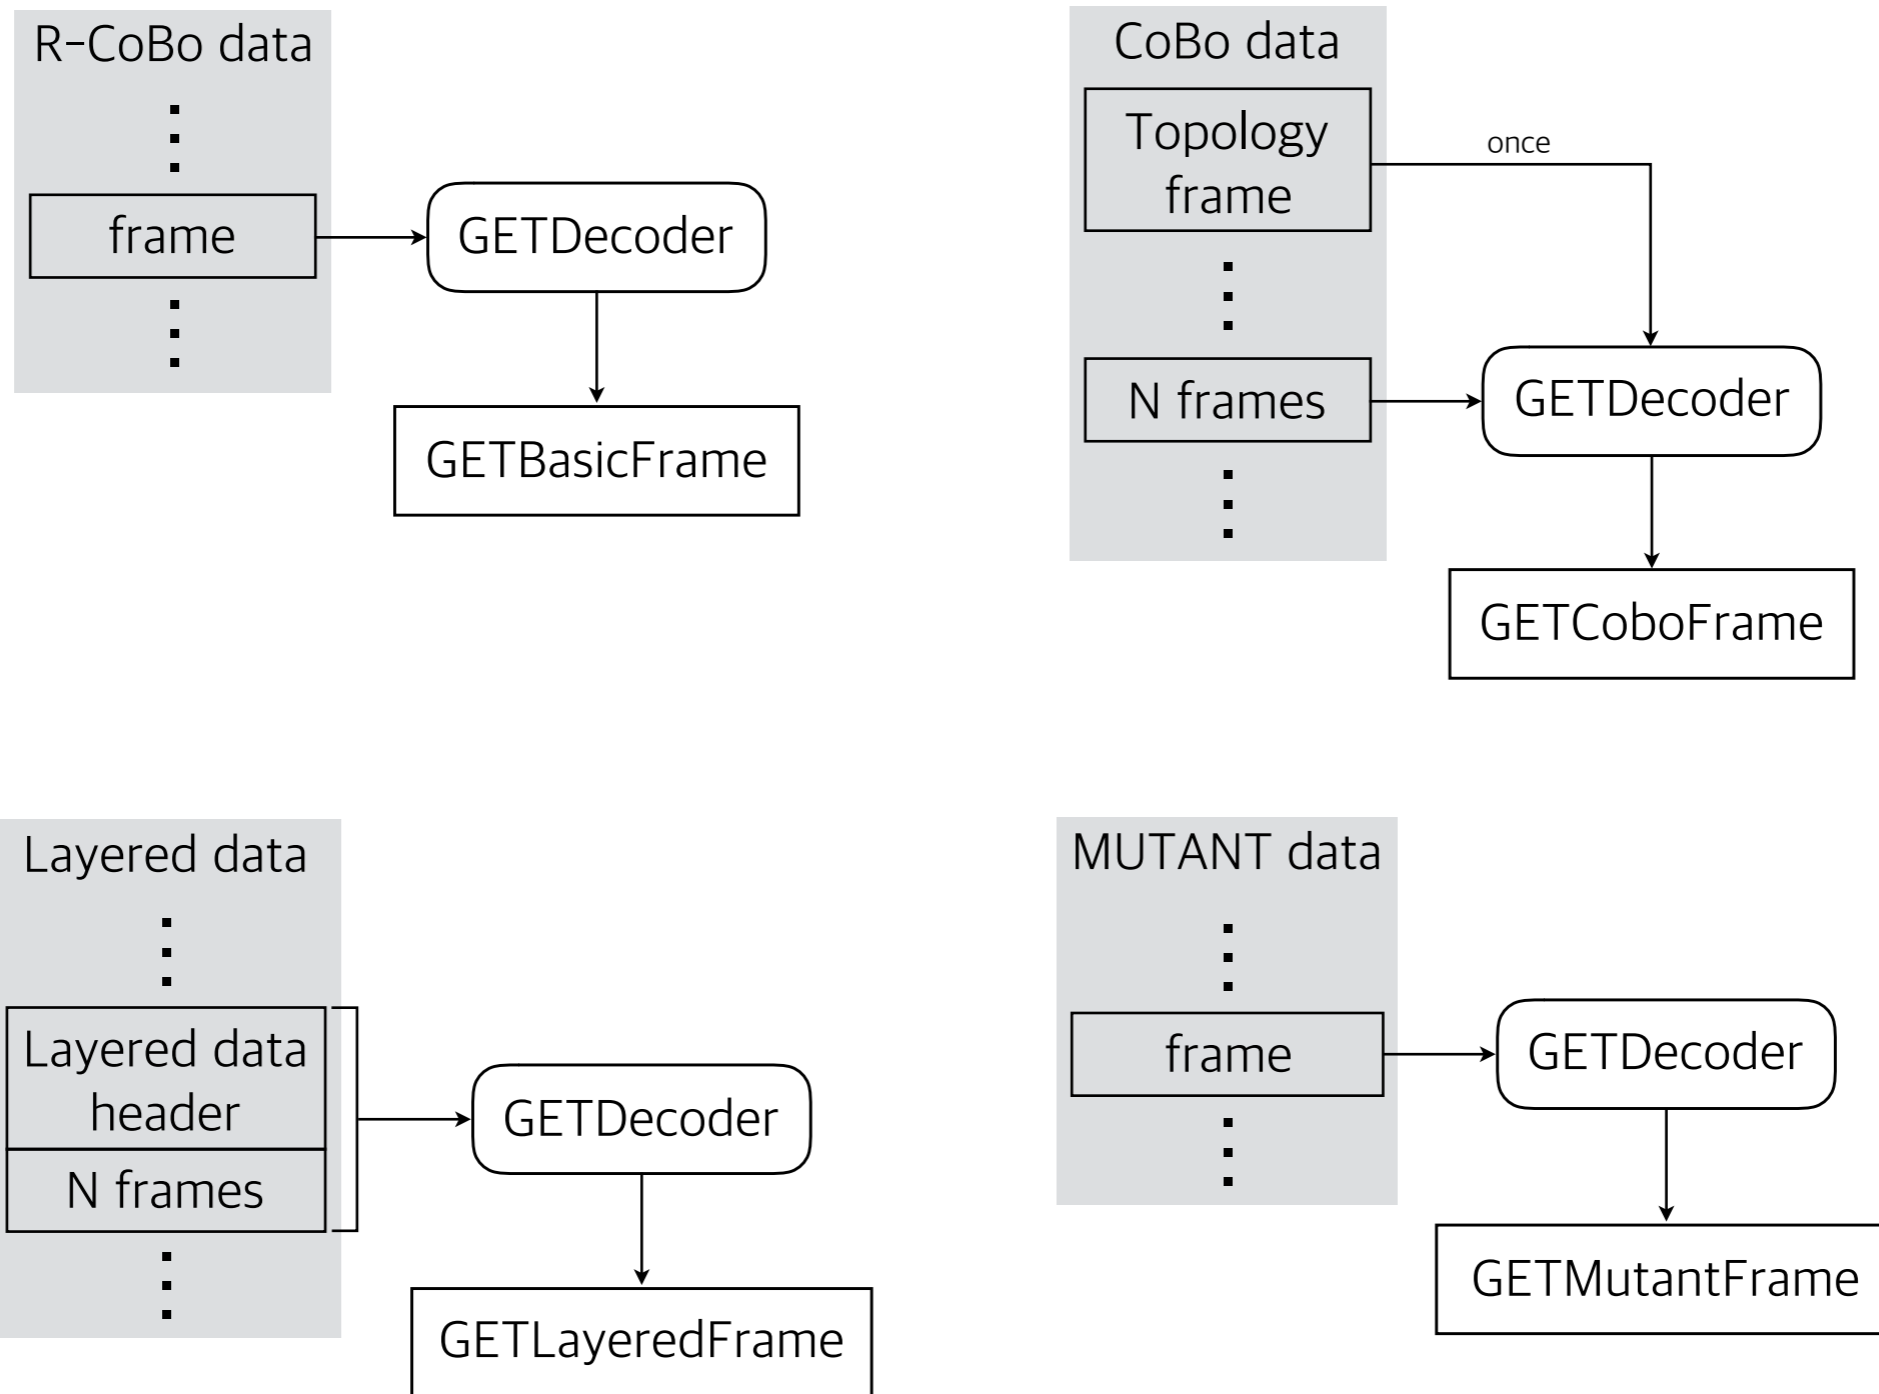 R-CoBo data
frame
GETDecoder
GETBasicFrame
CoBo data
Topology
frame
once
N frames
GETDecoder
GETCoboFrame
Layered data
Layered data
header
N frames
GETDecoder
GETLayeredFrame
MUTANT data
frame
GETDecoder
GETMutantFrame